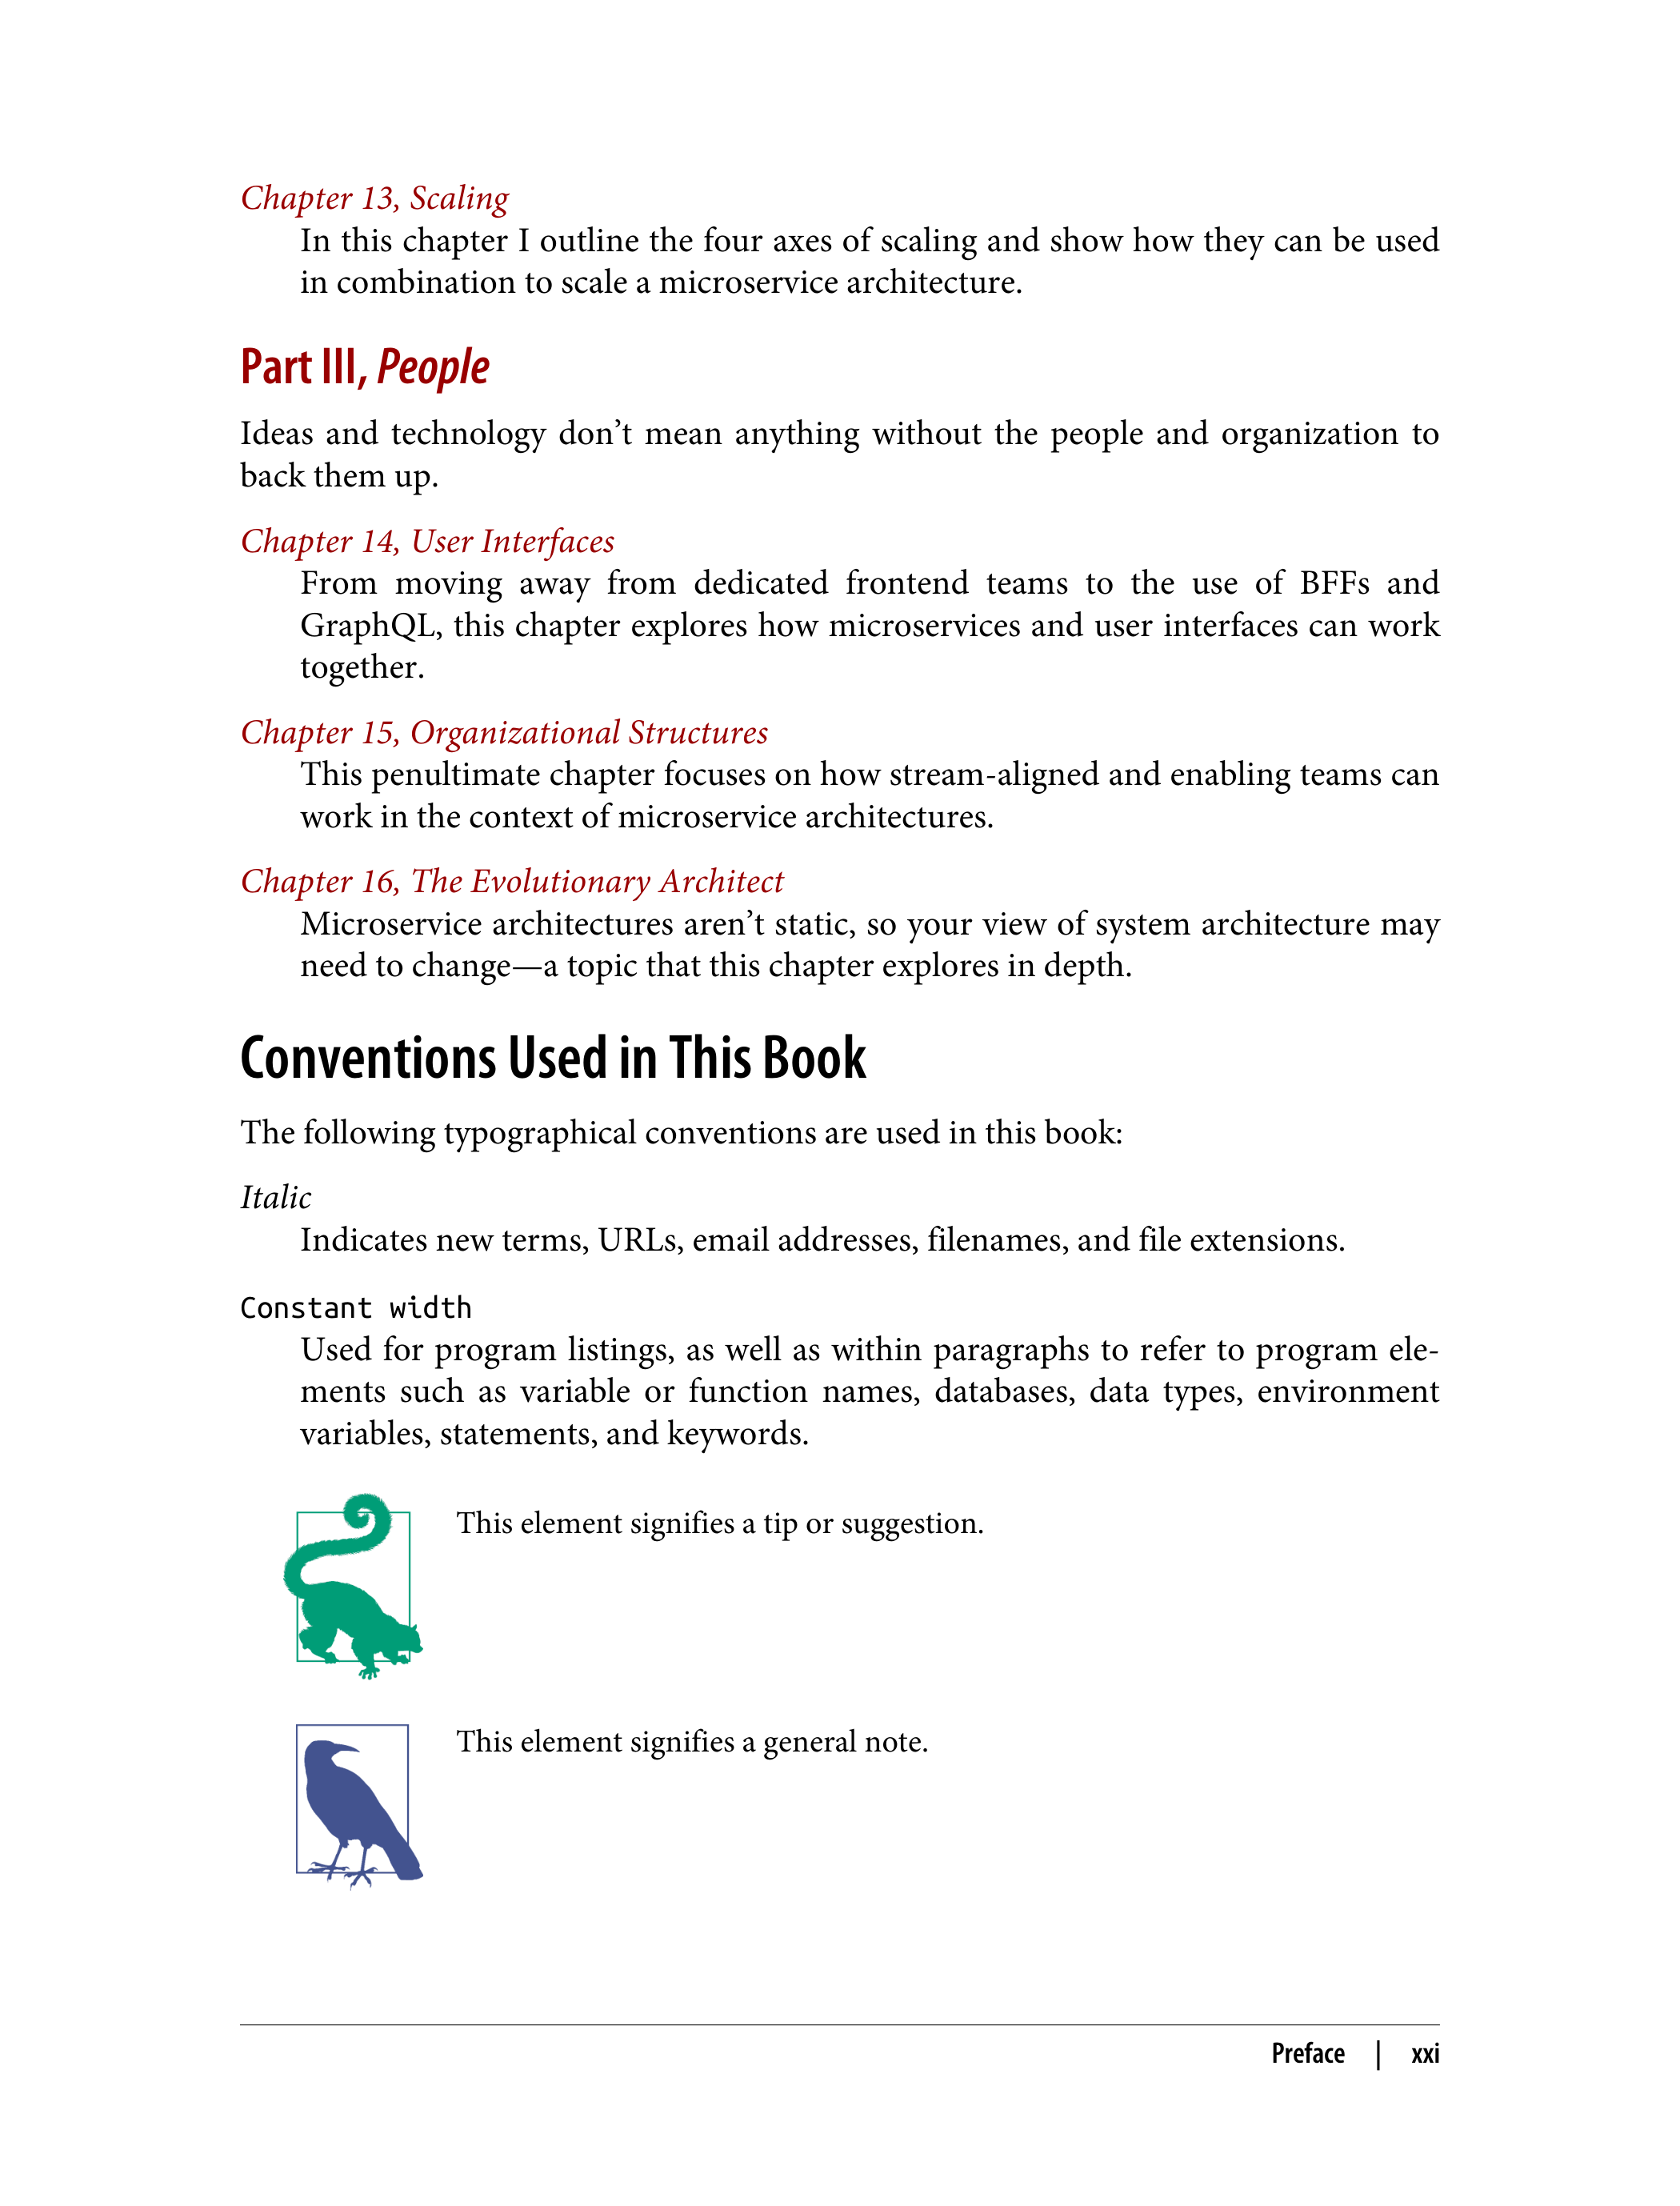 Chapter 13, Scaling
In this chapter I outline the four axes of scaling and show how they can be used
in combination to scale a microservice architecture.
Part III, People
Ideas and technology don’t mean anything without the people and organization to
back them up.
Chapter 14, User Interfaces
From moving away from dedicated frontend teams to the use of BFFs and
GraphQL, this chapter explores how microservices and user interfaces can work
together.
Chapter 15, Organizational Structures
This penultimate chapter focuses on how stream-aligned and enabling teams can
work in the context of microservice architectures.
Chapter 16, The Evolutionary Architect
Microservice architectures aren’t static, so your view of system architecture may
need to change—a topic that this chapter explores in depth.
Conventions Used in This Book
The following typographical conventions are used in this book:
Italic
Indicates new terms, URLs, email addresses, filenames, and file extensions.
Constant width
Used for program listings, as well as within paragraphs to refer to program ele-
ments such as variable or function names, databases, data types, environment
variables, statements, and keywords.
This element signifies a tip or suggestion.
This element signifies a general note.
Preface | xxi